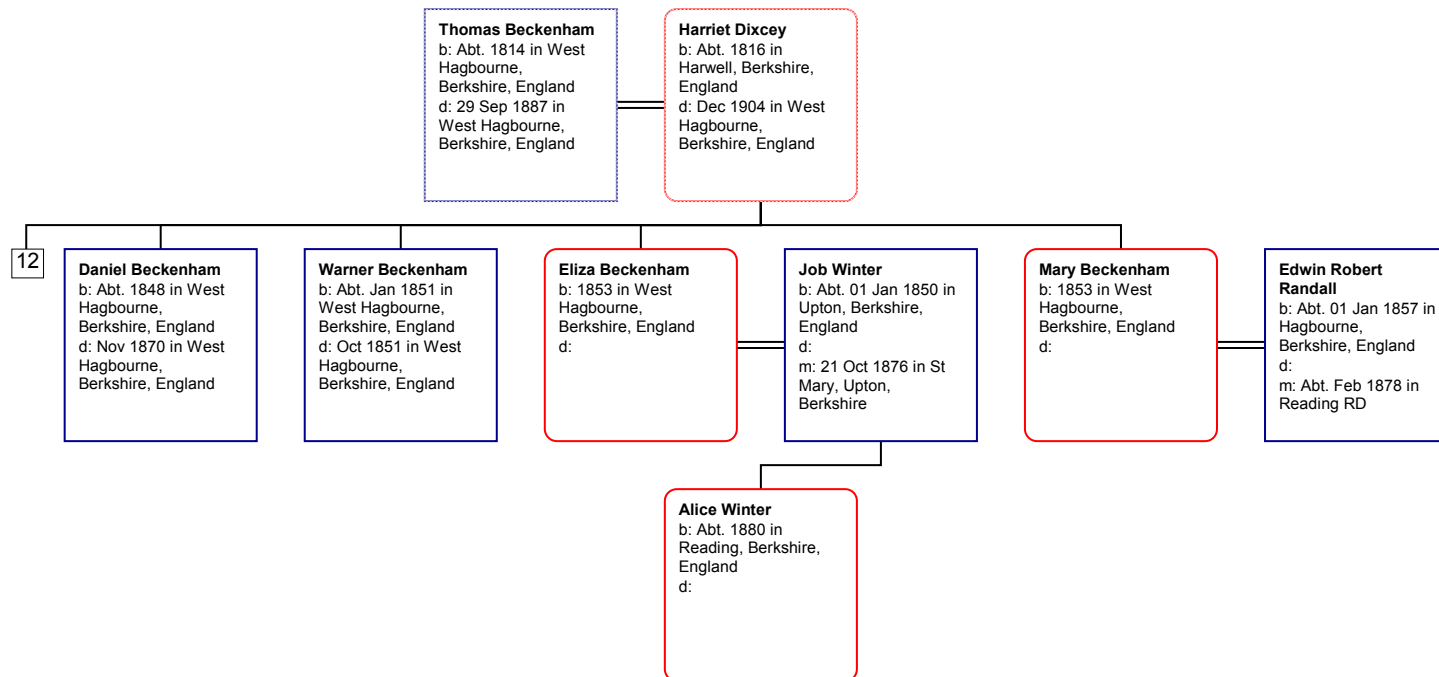 Thomas Beckenham
b: Abt. 1814 in West
Hagbourne,
Berkshire, England
d: 29 Sep 1887 in
West Hagbourne,
Berkshire, England
Harriet Dixcey
b: Abt. 1816 in
Harwell, Berkshire,
England
d: Dec 1904 in West
Hagbourne,
Berkshire, England
12
Daniel Beckenham
b: Abt. 1848 in West
Hagbourne,
Berkshire, England
d: Nov 1870 in West
Hagbourne,
Berkshire, England
Warner Beckenham
b: Abt. Jan 1851 in
West Hagbourne,
Berkshire, England
d: Oct 1851 in West
Hagbourne,
Berkshire, England
Eliza Beckenham
b: 1853 in West
Hagbourne,
Berkshire, England
d:
Job Winter
b: Abt. 01 Jan 1850 in
Upton, Berkshire,
England
d:
m: 21 Oct 1876 in St
Mary, Upton,
Berkshire
Mary Beckenham
b: 1853 in West
Hagbourne,
Berkshire, England
d:
Edwin Robert
Randall
b: Abt. 01 Jan 1857 in
Hagbourne,
Berkshire, England
d:
m: Abt. Feb 1878 in
Reading RD
Alice Winter
b: Abt. 1880 in
Reading, Berkshire,
England
d: